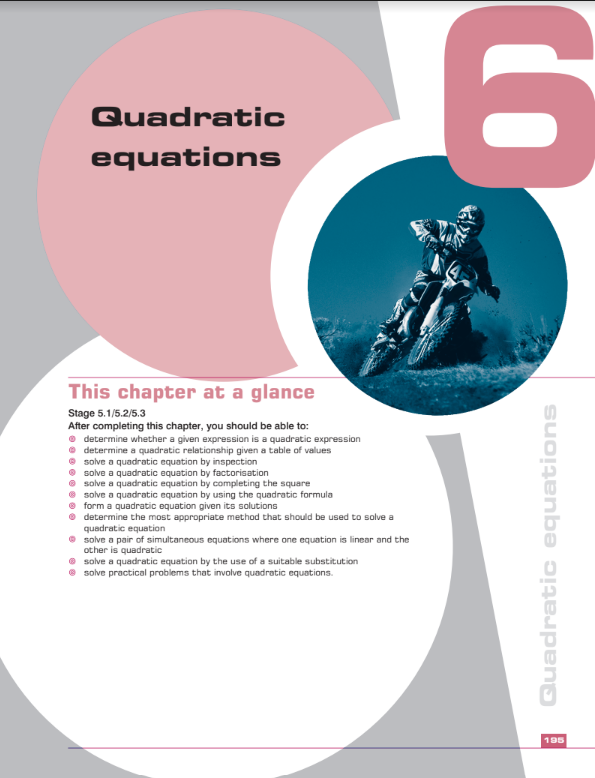 6
Quadratic
equations
This chapter at a glance
Stage 5.1/5.2/5.3
After completing this chapter, you should be able to:
determine whether a given expression is a quadratic expression
determine a quadratic relationship given a table of values
solve a quadratic equation by inspection
solve a quadratic equation by factorisation
solve a quadratic equation by completing the square
solve a quadratic equation by using the quadratic formula
form a quadratic equation given its solutions
determine the most appropriate method that should be used to solve a
quadratic equation
solve a pair of simultaneous equations where one equation is linear and the
other is quadratic
solve a quadratic equation by the use of a suitable substitution
solve practical problems that involve quadratic equations.
Quadratic equations
195